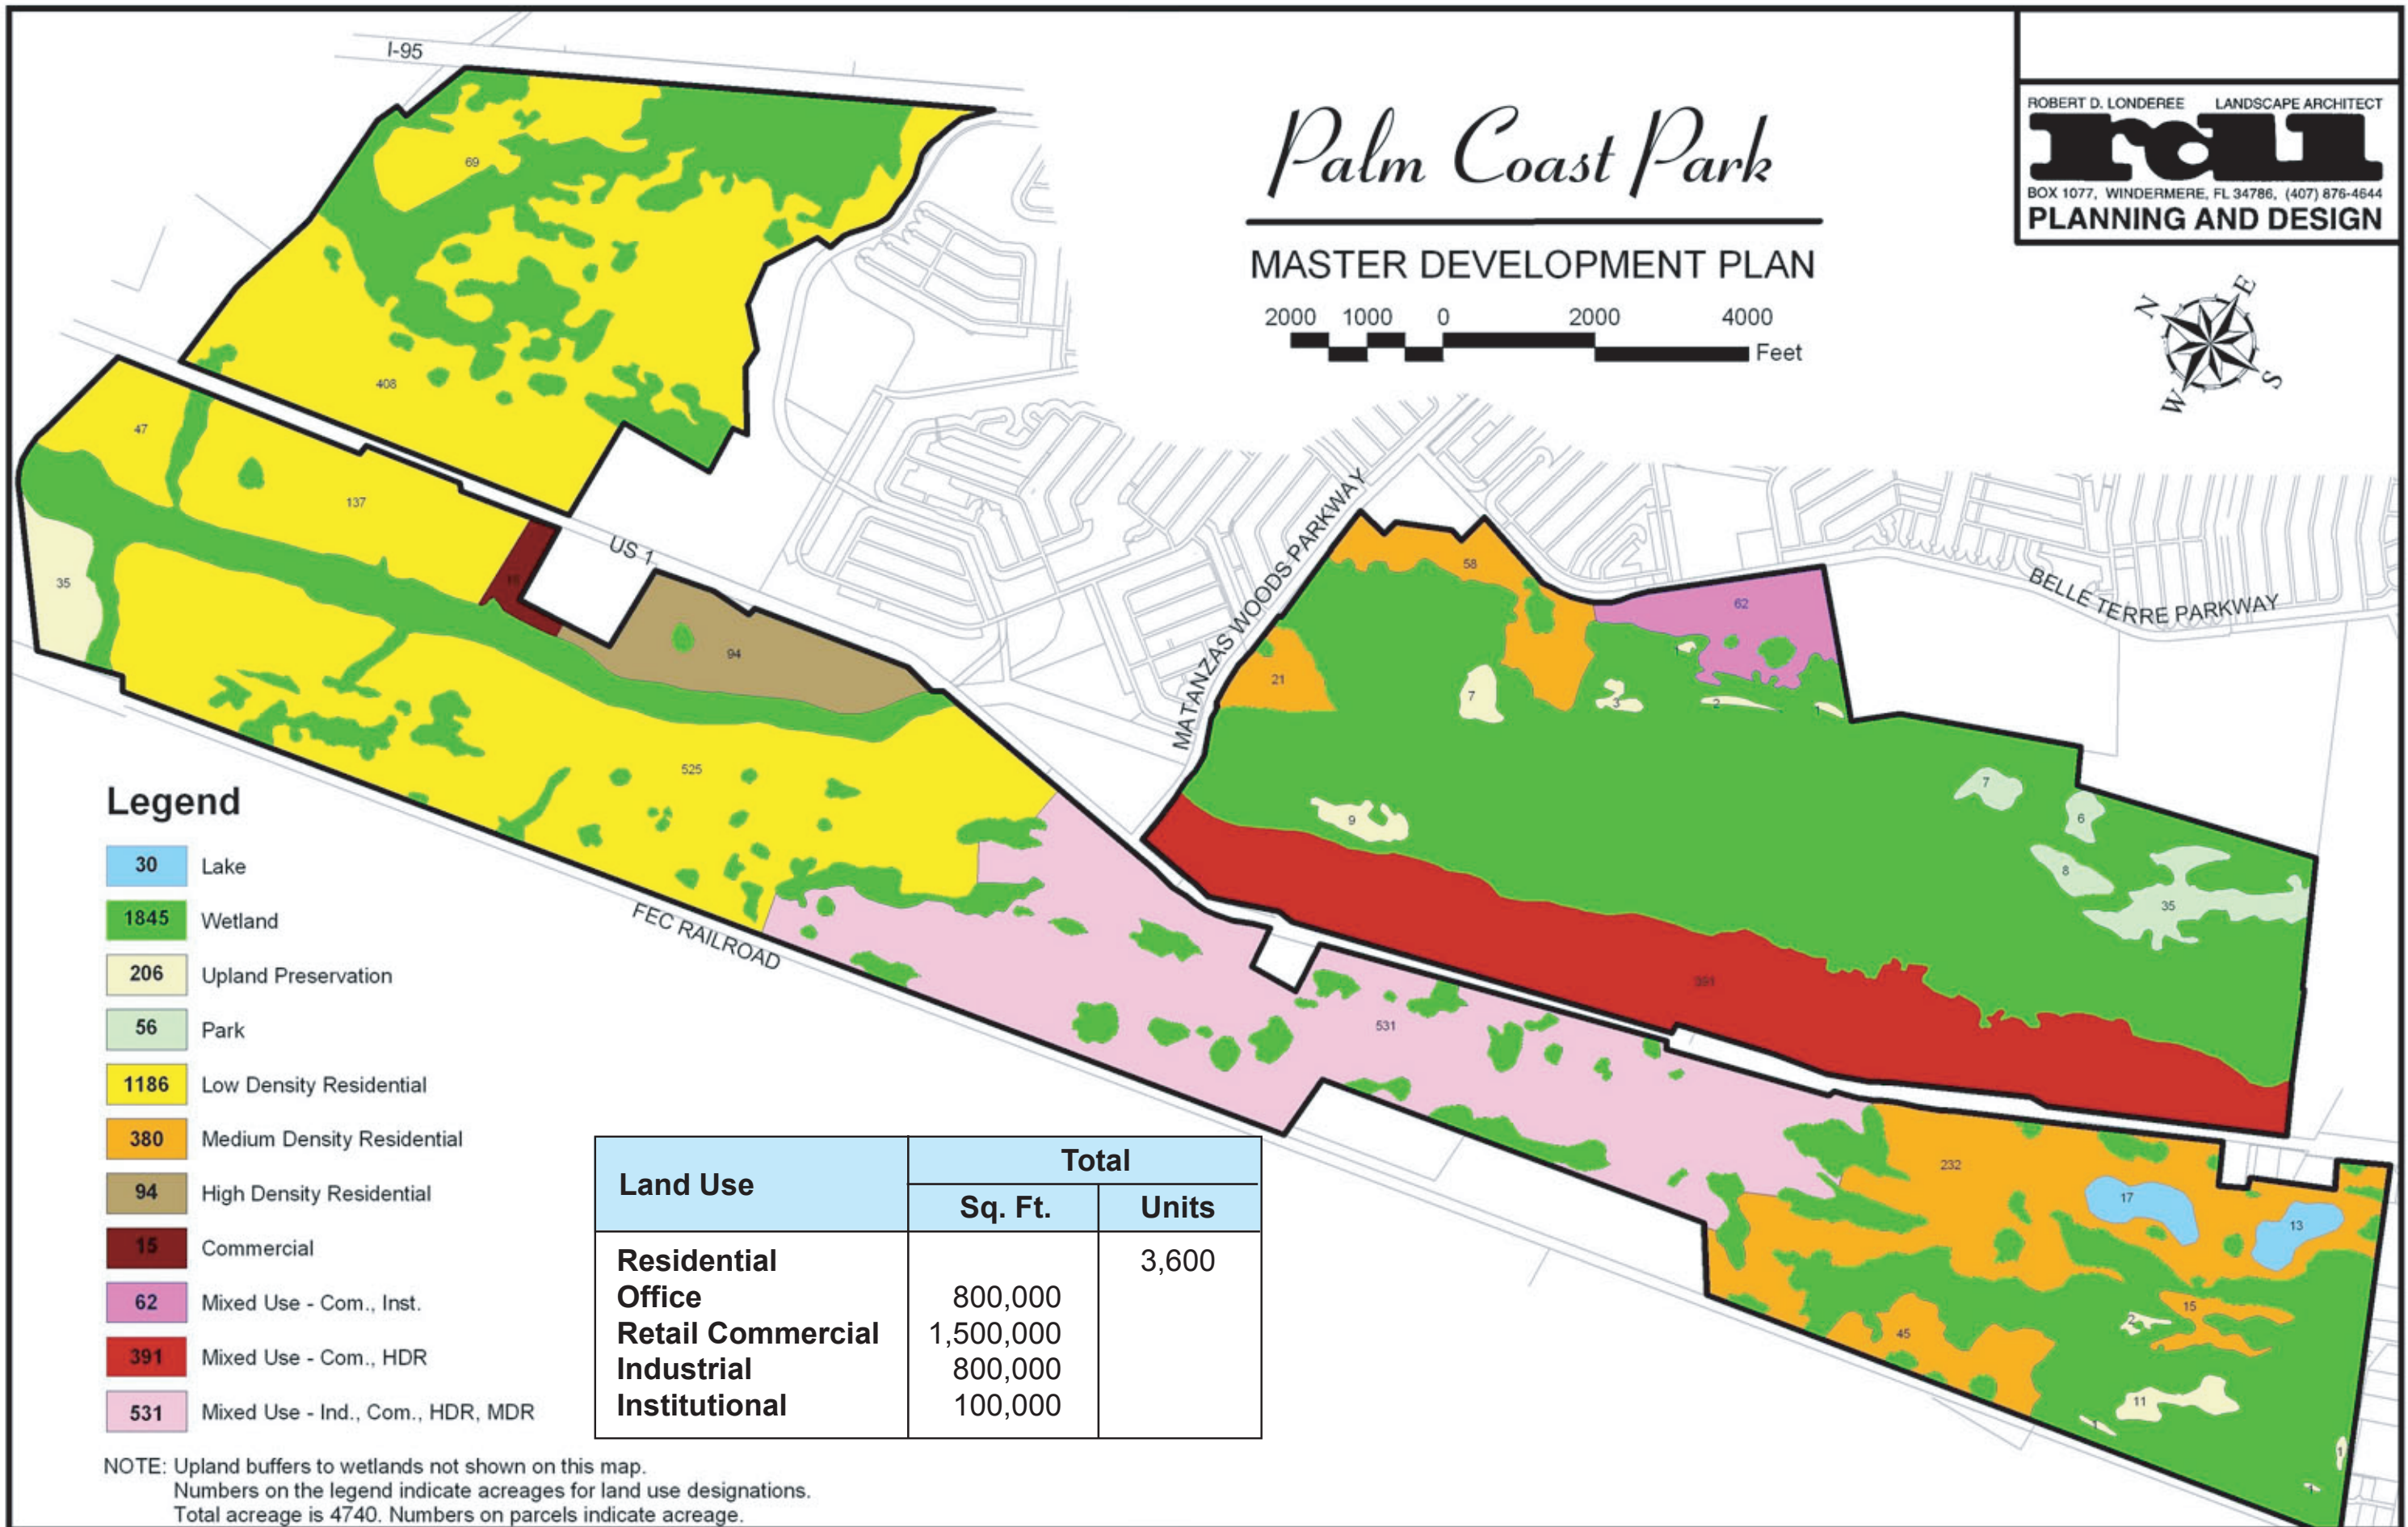 I-95
Palm Coast Park
MASTER DEVELOPMENT PLAN
2000 1000 0 2000 4000
Feet
ROBERT D. LONDEREE LANDSCAPE ARCHITECT
rdl
BOX 1077, WINDERMERE, FL 34786, (407) 876-4644
PLANNING AND DESIGN
N E
W S
69
408
47
137
35
US 1
94
525
FEC RAILROAD
MATANZAS WOODS PARKWAY
BELLE TERRE PARKWAY
58
62
21
1
7
3
2
1
9
7
6
8
35
391
531
232
17
13
15
2
45
11
1
1
1
Legend
30 Lake
1845 Wetland
206 Upland Preservation
56 Park
1186 Low Density Residential
380 Medium Density Residential
94 High Density Residential
15 Commercial
62 Mixed Use - Com., Inst.
391 Mixed Use - Com., HDR
531 Mixed Use - Ind., Com., HDR, MDR
Land Use Total
Sq. Ft. Units
Residential 3,600
Office 800,000
Retail Commercial 1,500,000
Industrial 800,000
Institutional 100,000
NOTE: Upland buffers to wetlands not shown on this map.
Numbers on the legend indicate acreages for land use designations.
Total acreage is 4740. Numbers on parcels indicate acreage.